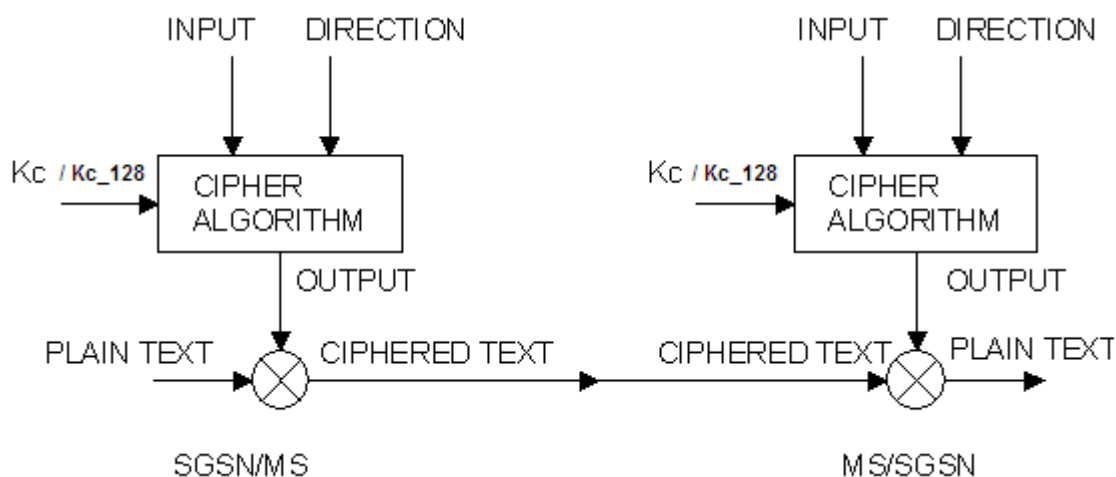 INPUT DIRECTION
INPUT DIRECTION
Kc / Kc_128
CIPHER
ALGORITHM
Kc / Kc_128
CIPHER
ALGORITHM
OUTPUT
OUTPUT
PLAIN TEXT
CIPHERED TEXT
CIPHERED TEXT
PLAIN TEXT
SGSN/MS
MS/SGSN